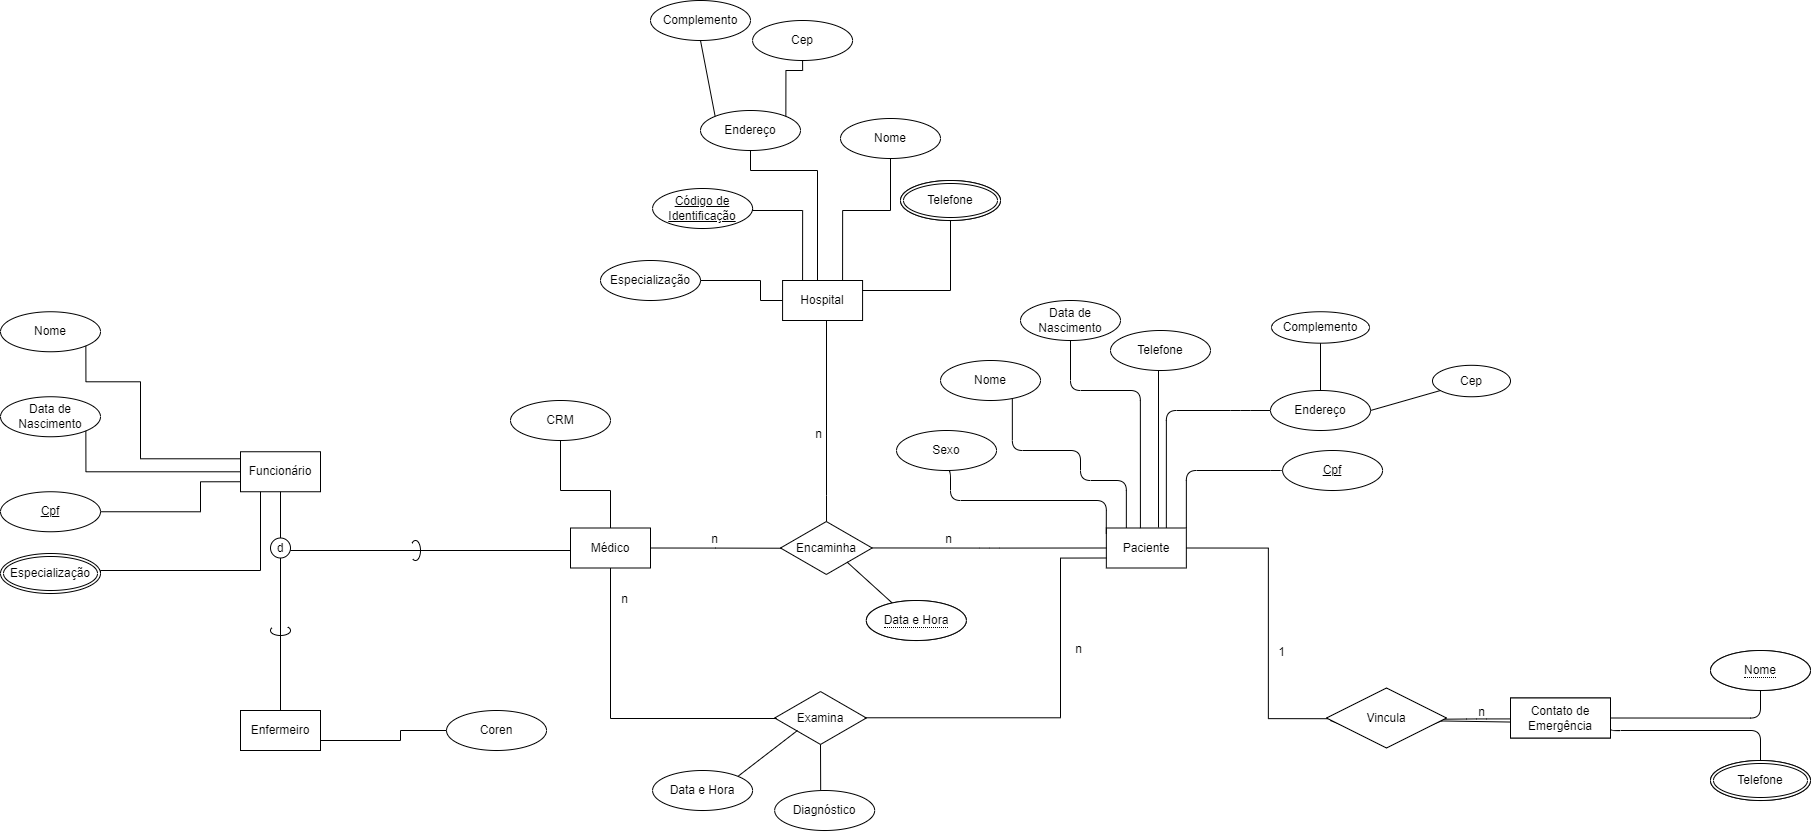 Complemento
Cep
Endereço
Nome
Código de
Identificação
Telefone
Especialização
Hospital
Nome
Data de
Nascimento
Funcionário
Cpf
Especialização
d
CRM
Médico
n
Encaminha
n
n
Data e Hora
Data de
Nascimento
Telefone
Nome
Sexo
Complemento
Cep
Endereço
Cpf
Paciente
n
n
1
Enfermeiro
Coren
Examina
Data e Hora
Diagnóstico
Vincula
n
Contato de
Emergência
Nome
Telefone